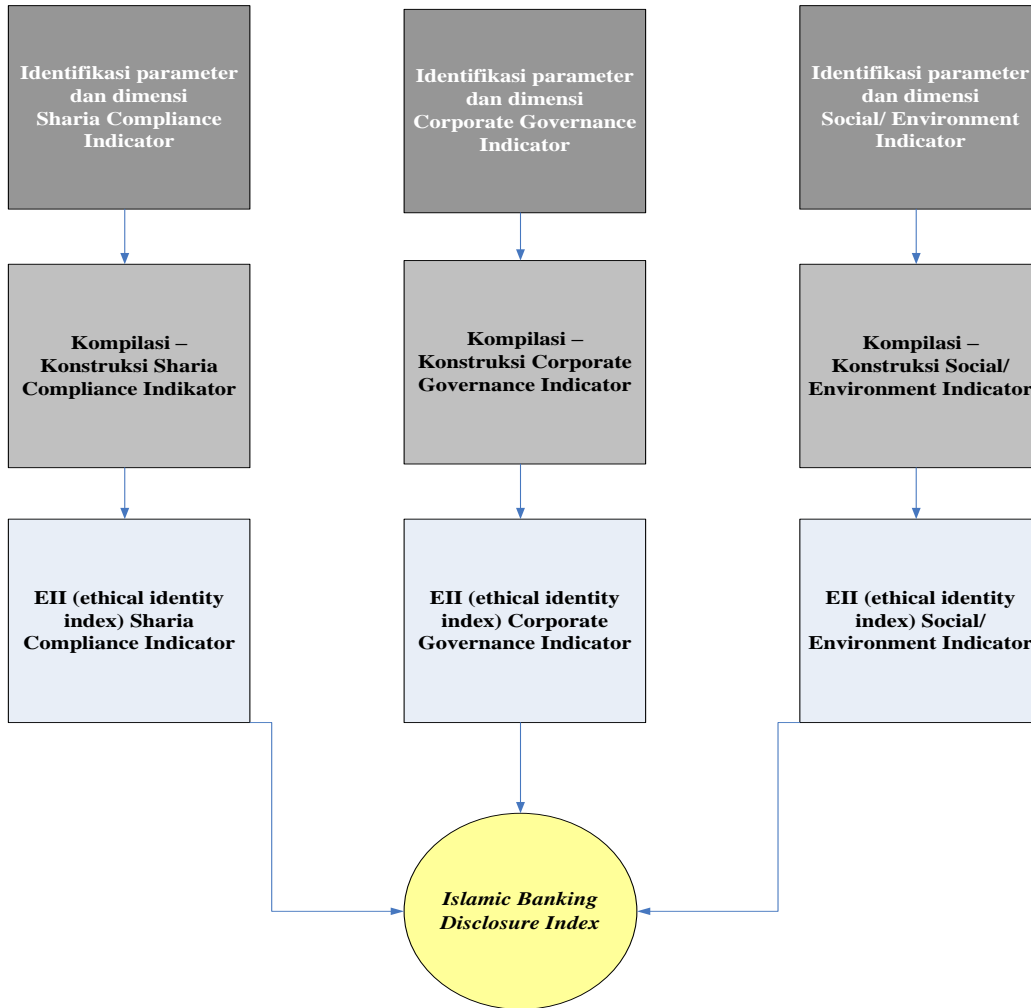 Identifikasi parameter
dan dimensi
Sharia Compliance
Indicator
Identifikasi parameter
dan dimensi
Corporate Governance
Indicator
Identifikasi parameter
dan dimensi
Social/ Environment
Indicator
Kompilasi –
Konstruksi Sharia
Compliance Indikator
Kompilasi –
Konstruksi Corporate
Governance Indicator
Kompilasi –
Konstruksi Social/
Environment Indicator
EII (ethical identity
index) Sharia
Compliance Indicator
EII (ethical identity
index) Corporate
Governance Indicator
EII (ethical identity
index) Social/
Environment Indicator
Islamic Banking
Disclosure Index